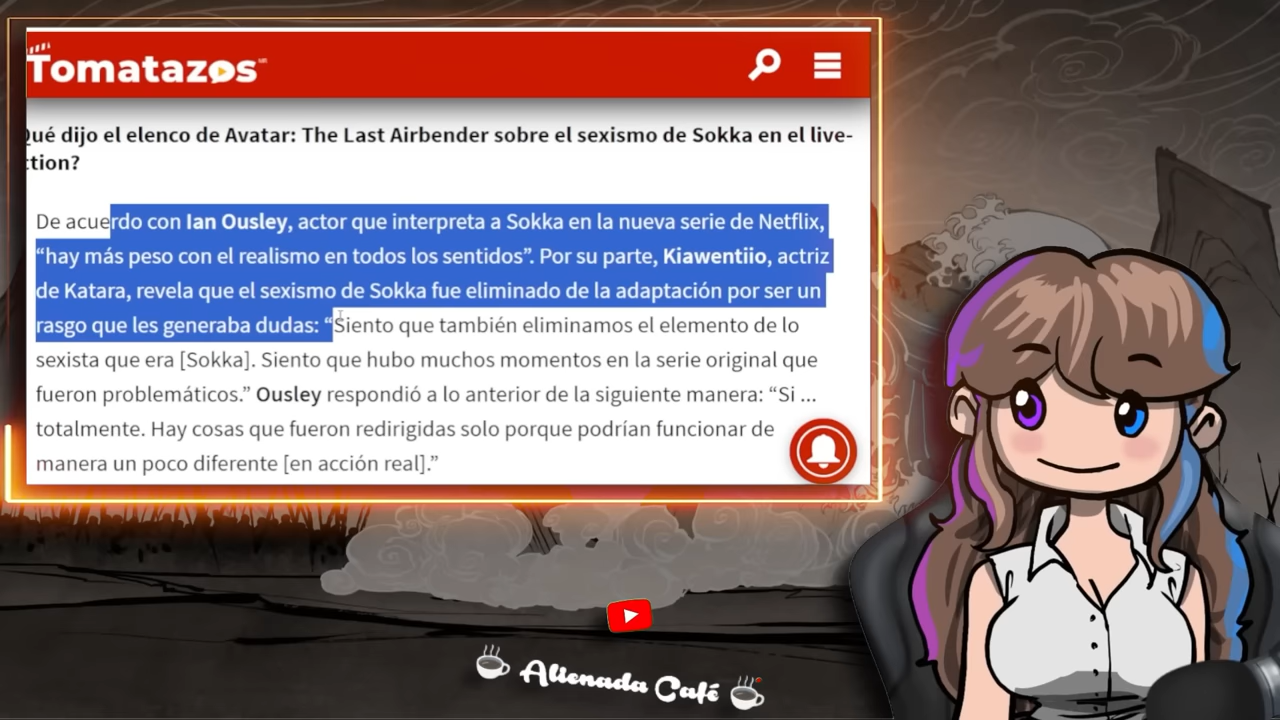 Tomatazos
Qué dijo el elenco de Avatar: The Last Airbender sobre el sexismo de Sokka en el live-
ction?
De acuerdo con Ian Ousley, actor que interpreta a Sokka en la nueva serie de Netflix,
“hay más peso con el realismo en todos los sentidos”. Por su parte, Kiawentiio, actriz
de Katara, revela que el sexismo de Sokka fue eliminado de la adaptación por ser un
rasgo que les generaba dudas: “Siento que también eliminamos el elemento de lo
sexista que era [Sokka]. Siento que hubo muchos momentos en la serie original que
fueron problemáticos.” Ousley respondió a lo anterior de la siguiente manera: “Si ...
totalmente. Hay cosas que fueron redirigidas solo porque podrían funcionar de
manera un poco diferente [en acción real].”
Alienada Café